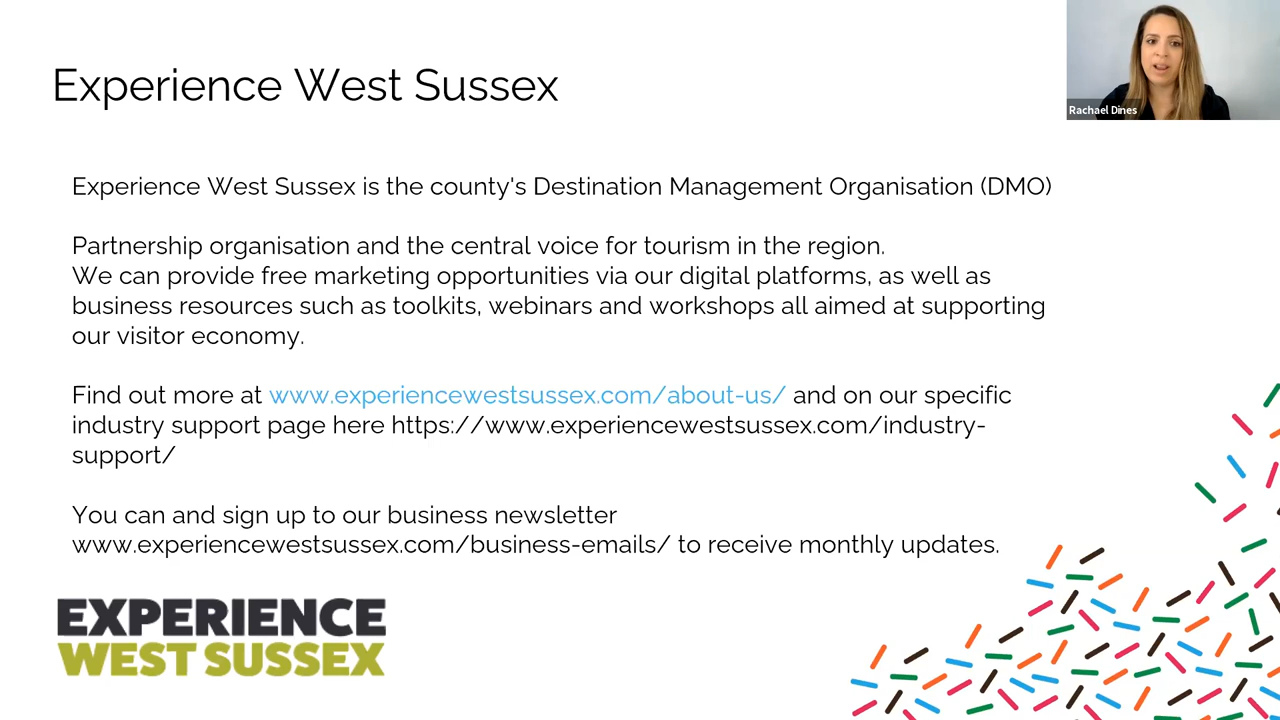 Experience West Sussex
Rachael Dines
Experience West Sussex is the county's Destination Management Organisation (DMO)
Partnership organisation and the central voice for tourism in the region.
We can provide free marketing opportunities via our digital platforms, as well as
business resources such as toolkits, webinars and workshops all aimed at supporting
our visitor economy.
Find out more at www.experiencewestsussex.com/about-us/ and on our specific
industry support page here https://www.experiencewestsussex.com/industry-
support/
You can and sign up to our business newsletter
www.experiencewestsussex.com/business-emails/ to receive monthly updates.
EXPERIENCE
WEST SUSSEX